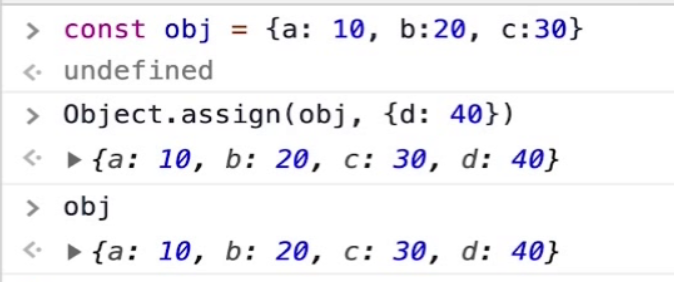 > const obj = {a: 10, b:20, c:30}
<· undefined
> Object.assign(obj, {d: 40})
<· ▶{a: 10, b: 20, c: 30, d: 40}
> obj
<· ▶{a: 10, b: 20, c: 30, d: 40}